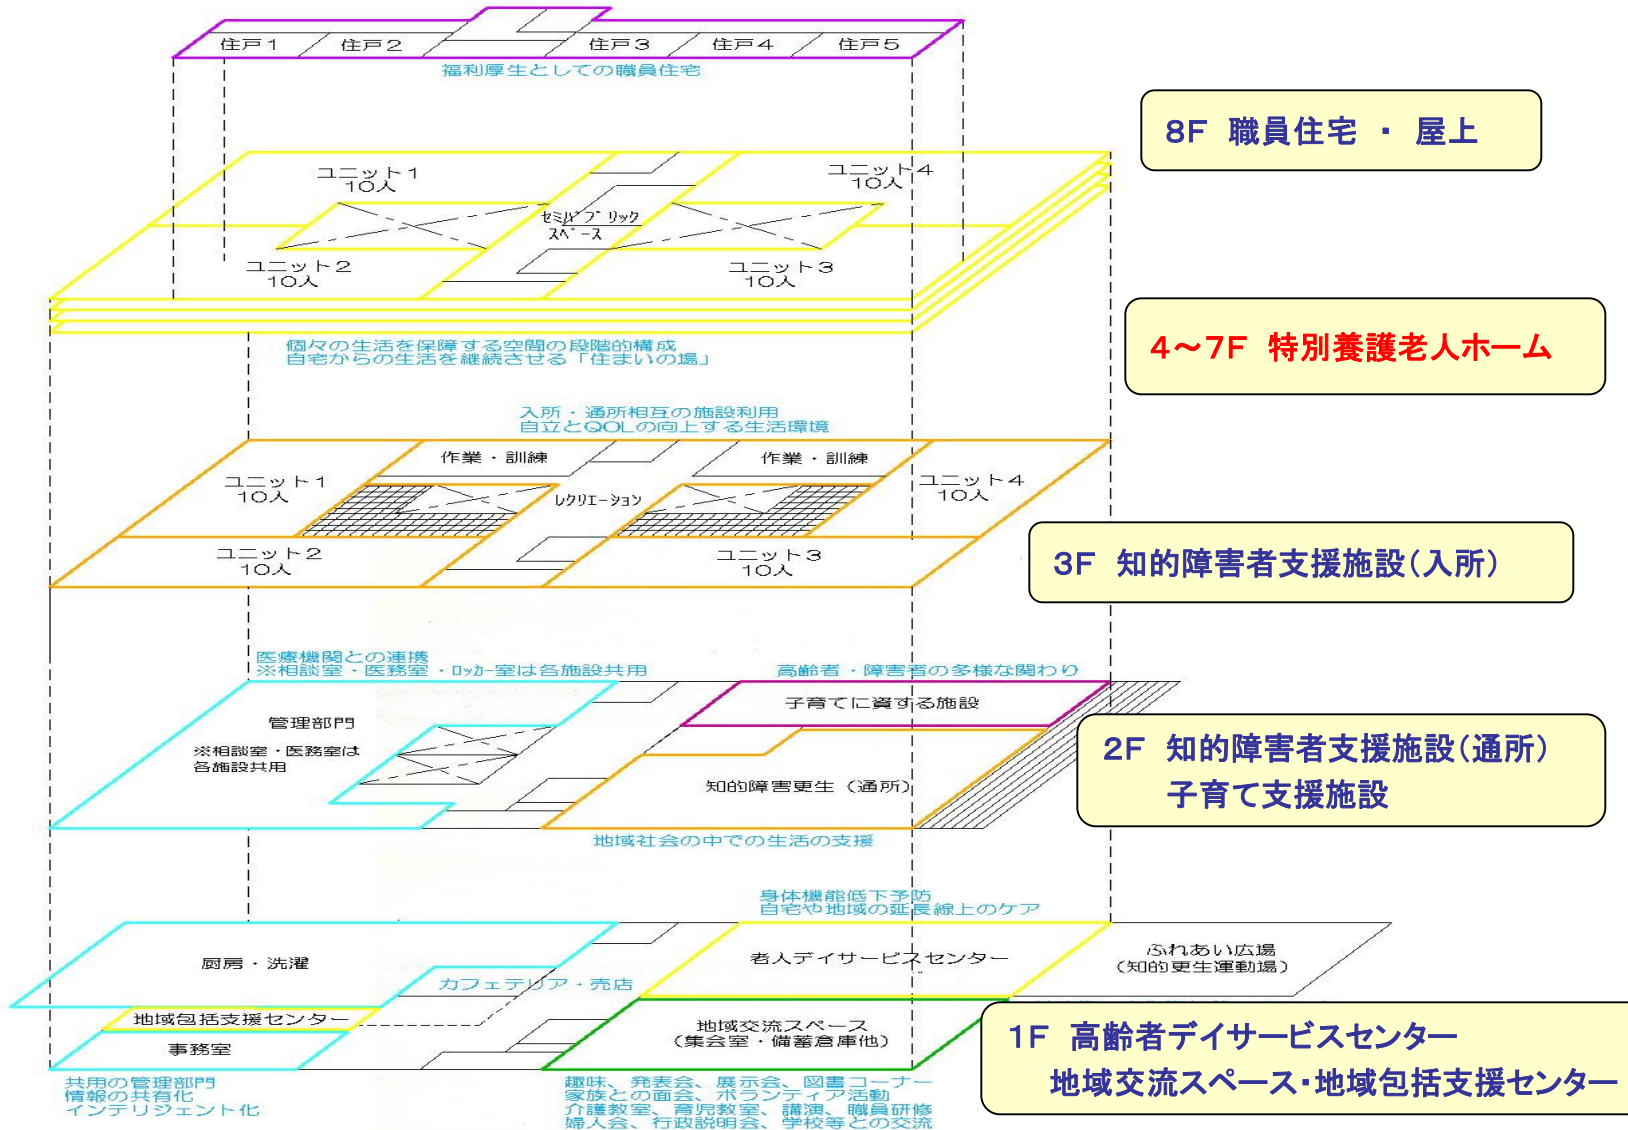 住戸1
住戸2
住戸3
住戸4
住戸5
福利厚生としての職員住宅
8F 職員住宅 ・ 屋上
ユニット1
10人
ユニット4
10人
セミパブリック
スペース
ユニット2
10人
ユニット3
10人
4～7F 特別養護老人ホーム
個々の生活を保障する空間の段階的構成
自宅からの生活を継続させる「住まいの場」
入所・通所相互の施設利用
自立とQOLの向上する生活環境
作業・訓練
作業・訓練
ユニット1
10人
レクリエーション
ユニット4
10人
ユニット2
10人
ユニット3
10人
3F 知的障害者支援施設（入所）
医療機関との連携
※相談室・医務室・ロッカー室は各施設共用
高齢者・障害者の多様な関わり
子育てに資する施設
管理部門
※相談室・医務室は
各施設共用
知的障害更生（通所）
2F 知的障害者支援施設（通所）
子育て支援施設
地域社会の中での生活の支援
身体機能低下予防
自宅や地域の延長線上のケア
厨房・洗濯
老人デイサービスセンター
ふれあい広場
（知的更生運動場）
カフェテリア・売店
地域包括支援センター
地域交流スペース
（集会室・備蓄倉庫他）
事務室
1F 高齢者デイサービスセンター
地域交流スペース・地域包括支援センター
共用の管理部門
情報の共有化
インテリジェント化
趣味、発表会、展示会、図書コーナー
家族との面会、ボランティア活動
介護教室、育児教室、講演、職員研修
婦人会、行政説明会、学校等との交流